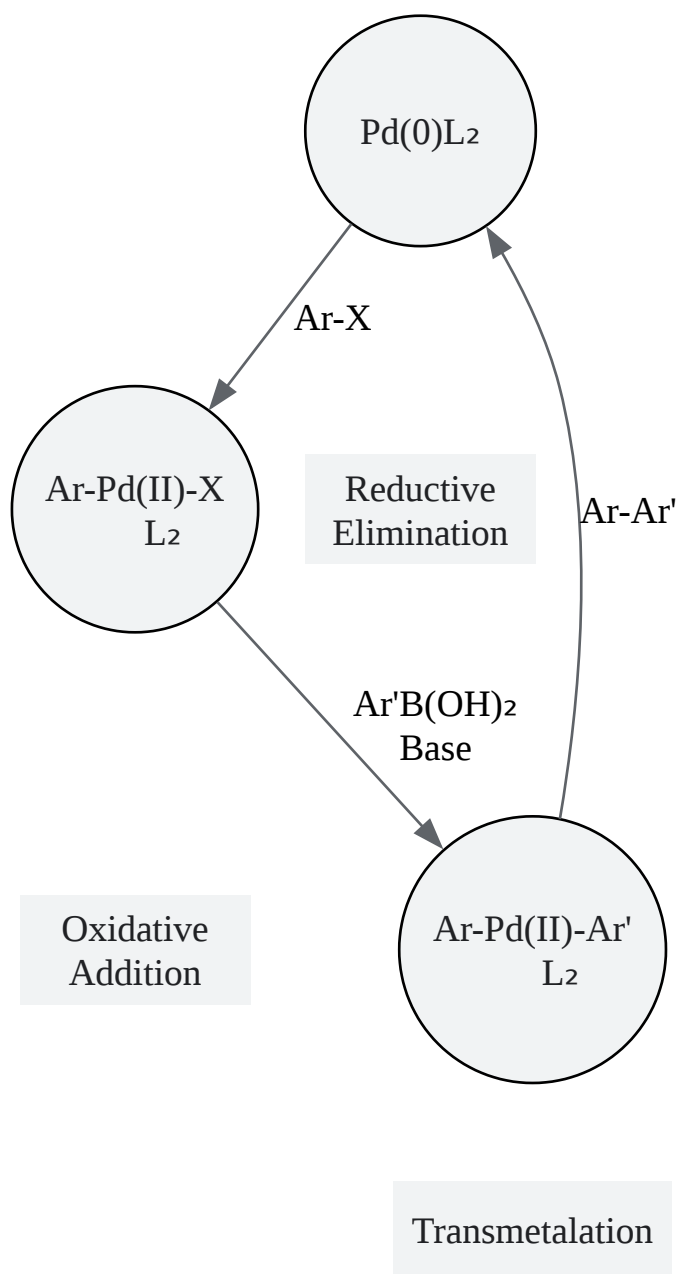 Pd(0)L₂
Ar-X
Ar-Pd(II)-X
L₂
Reductive
Elimination
Ar-Ar'
Ar'B(OH)₂
Base
Oxidative
Addition
Ar-Pd(II)-Ar'
L₂
Transmetalation